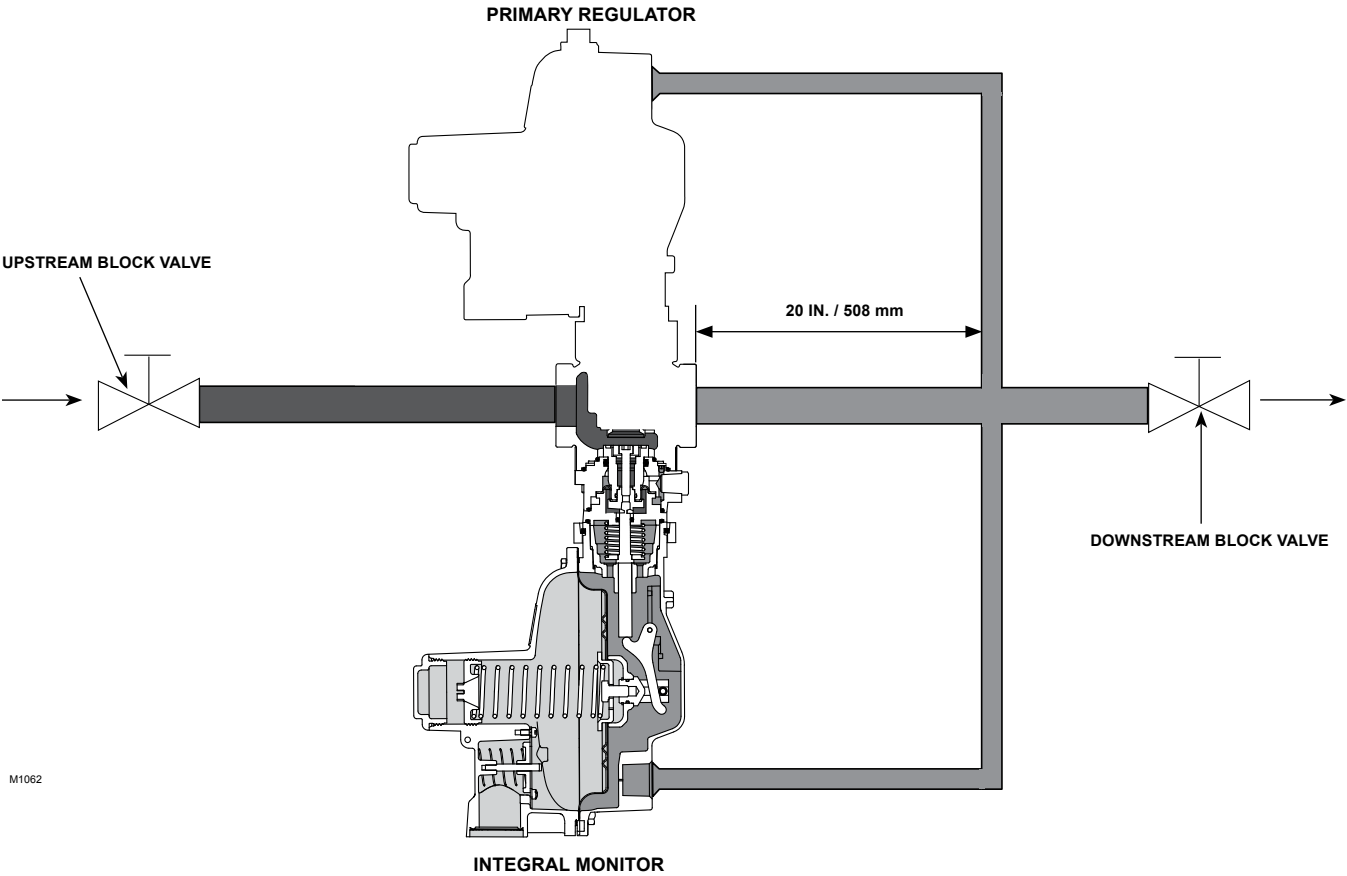 PRIMARY REGULATOR
UPSTREAM BLOCK VALVE
20 IN. / 508 mm
DOWNSTREAM BLOCK VALVE
M1062
INTEGRAL MONITOR